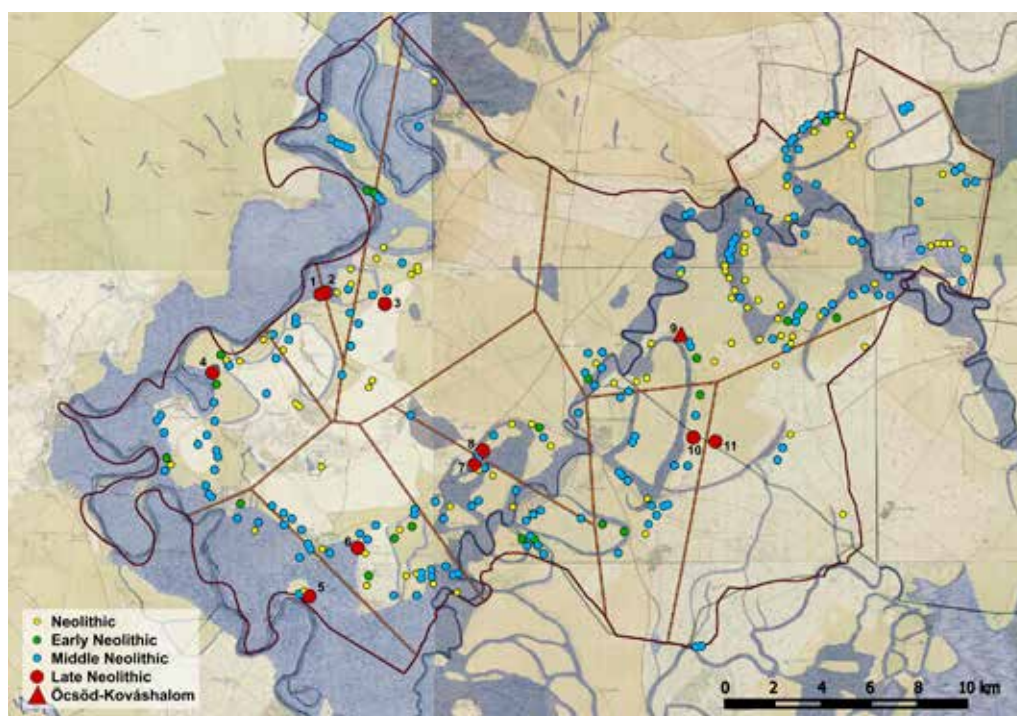 1 2
3
4
9
8
7
10 11
6
5
Neolithic
Early Neolithic
Middle Neolithic
Late Neolithic
Öcsöd-Kováshalom
0 2 4 6 8 10 km